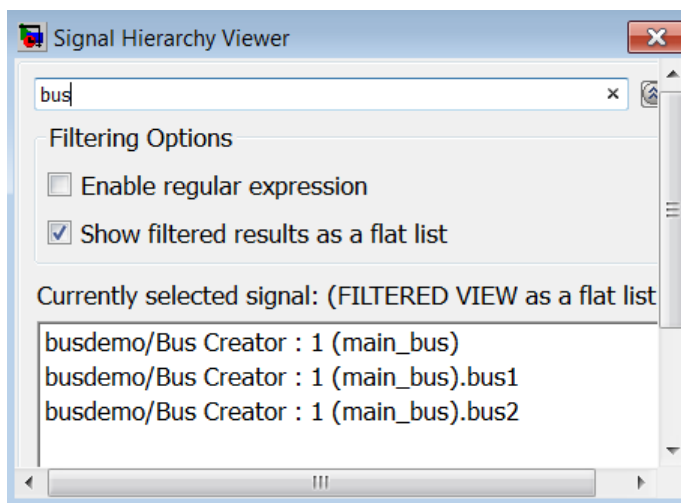 Signal Hierarchy Viewer
bus
Filtering Options
Enable regular expression
Show filtered results as a flat list
Currently selected signal: (FILTERED VIEW as a flat list
busdemo/Bus Creator : 1 (main_bus)
busdemo/Bus Creator : 1 (main_bus).bus1
busdemo/Bus Creator : 1 (main_bus).bus2